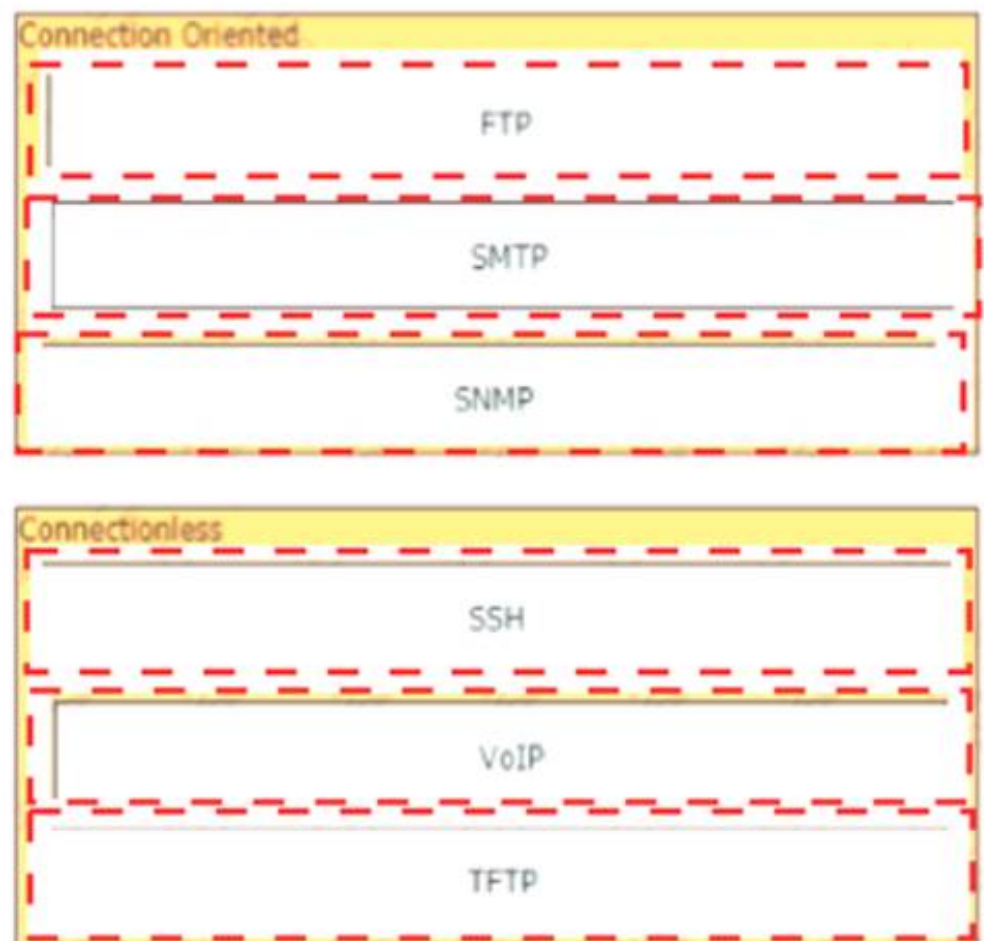 Connection Oriented
FTP
SMTP
SNMP
Connectionless
SSH
VoIP
TFTP